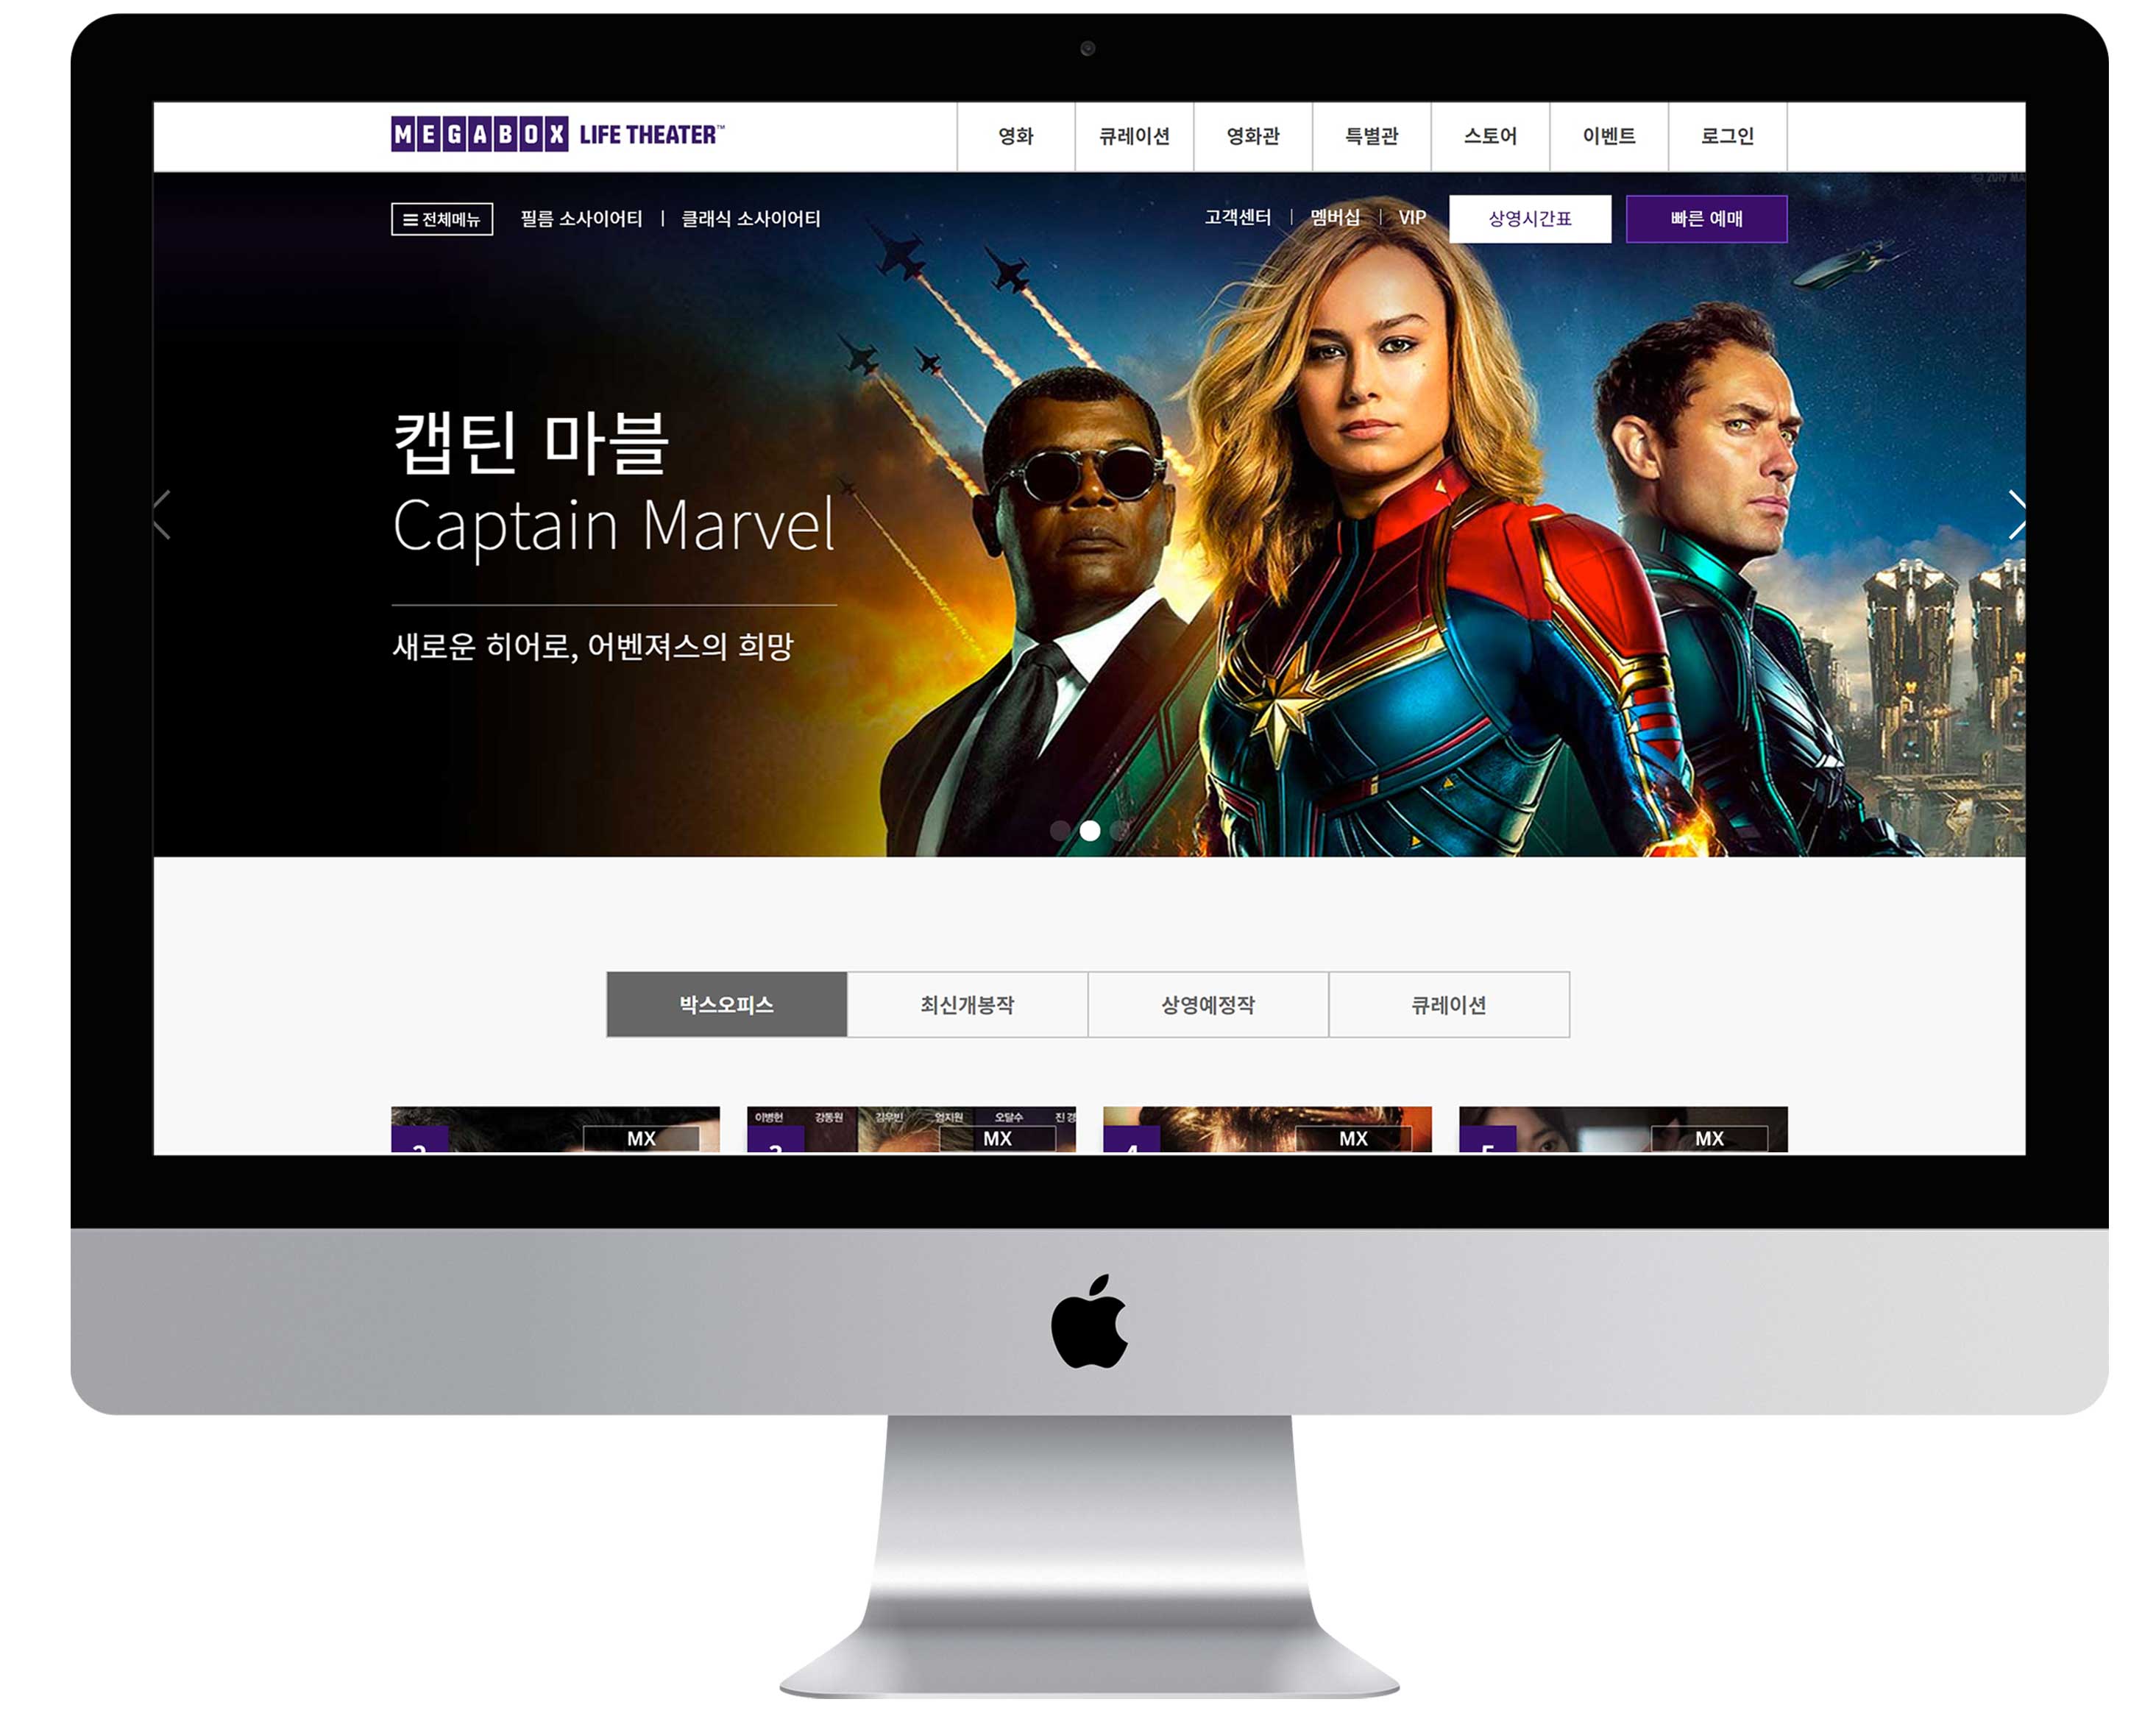 MEGABOX LIFE THEATER™
영화 큐레이션 영화관 특별관 스토어 이벤트 로그인
전체메뉴 필름 소사이어티 | 클래식 소사이어티 고객센터 | 멤버십 | VIP 상영시간표 빠른 예매
캡틴 마블
Captain Marvel
새로운 히어로, 어벤져스의 희망
박스오피스 최신개봉작 상영예정작 큐레이션
이병헌 강동원 김우빈 엄지원 오달수 진경
MX MX MX MX